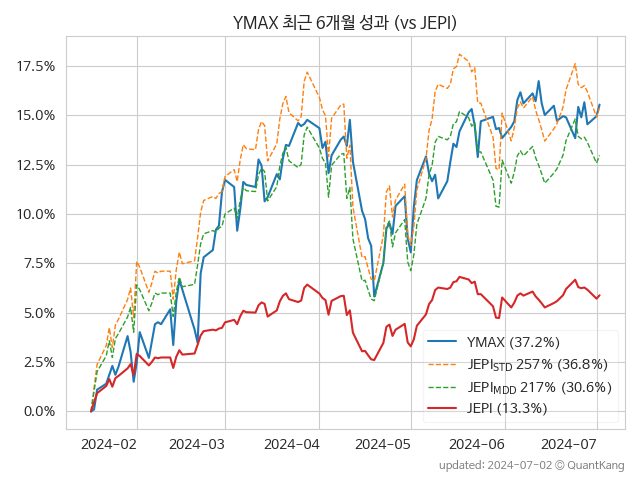 YMAX 최근 6개월 성과 (vs JEPI)
17.5%
15.0%
12.5%
10.0%
7.5%
5.0%
2.5%
0.0%
YMAX (37.2%)
JEPI_STD 257% (36.8%)
JEPI_MDD 217% (30.6%)
JEPI (13.3%)
2024-02 2024-03 2024-04 2024-05 2024-06 2024-07
updated: 2024-07-02 © QuantKang